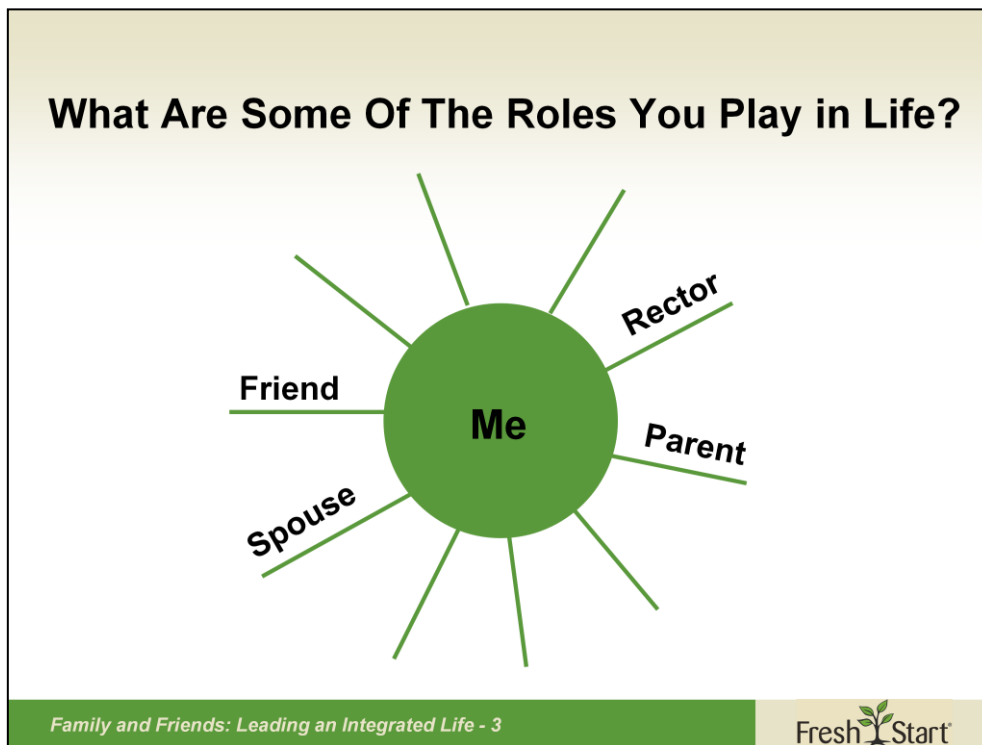 What Are Some Of The Roles You Play in Life?
Rector
Friend
Me
Parent
Spouse
Family and Friends: Leading an Integrated Life - 3
Fresh Start®